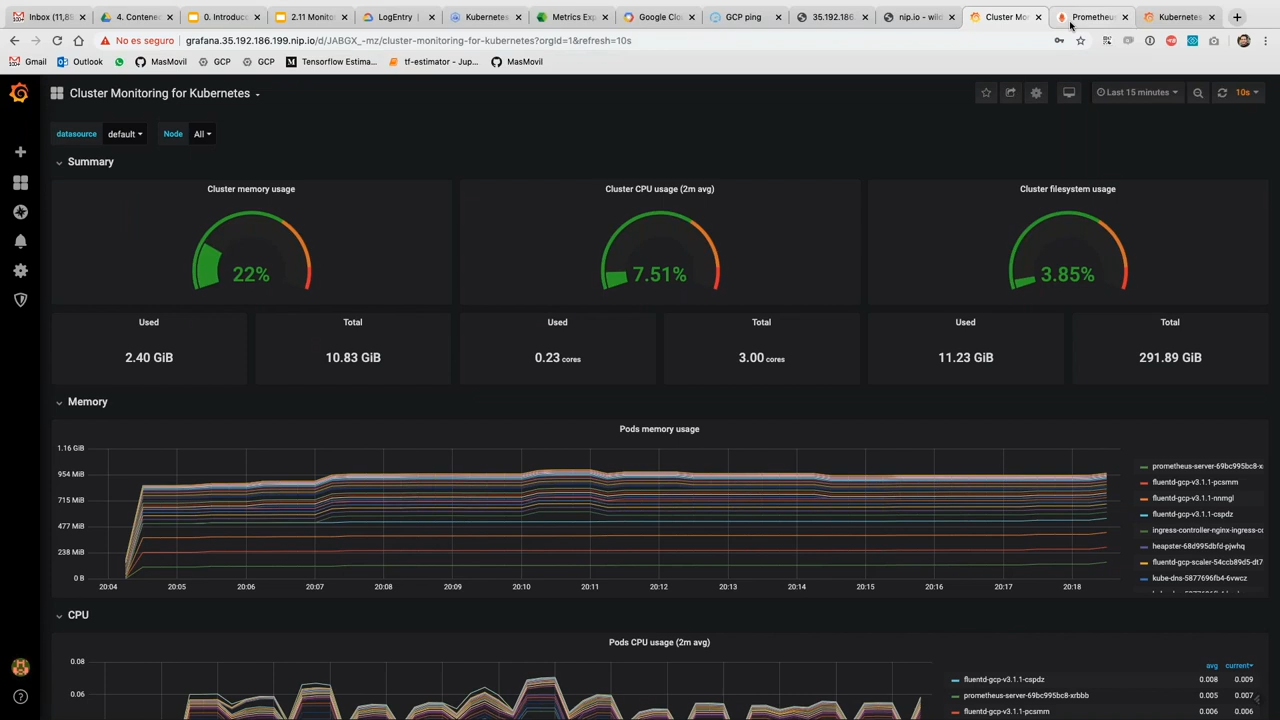 Inbox (11,8
4. Contene
0. Introduc
2.11 Monito
LogEntry
Kubernetes
Metrics Exp
Google Clo
GCP ping
35.192.186
nip.io - wil
Cluster Mo
Prometheus
Kubernetes
No es seguro
grafana.35.192.186.199.nip.io/d/JABGX_-mz/cluster-monitoring-for-kubernetes?orgId=1&refresh=10s
Gmail
Outlook
MasMovil
GCP
GCP
Tensorflow Estima...
tf-estimator - Jup...
MasMovil
Cluster Monitoring for Kubernetes
Last 15 minutes
10s
datasource
default
Node
All
Summary
Cluster memory usage
Cluster CPU usage (2m avg)
Cluster filesystem usage
22%
7.51%
3.85%
Used
Total
Used
Total
Used
Total
2.40 GiB
10.83 GiB
0.23 cores
3.00 cores
11.23 GiB
291.89 GiB
Memory
Pods memory usage
1.16 GiB
954 MiB
715 MiB
477 MiB
238 MiB
0 B
20:04
20:05
20:06
20:07
20:08
20:09
20:10
20:11
20:12
20:13
20:14
20:15
20:16
20:17
20:18
prometheus-server-69bc995bc8-x
fluentd-gcp-v3.1.1-pcsmm
fluentd-gcp-v3.1.1-nnmgl
fluentd-gcp-v3.1.1-cspdz
ingress-controller-nginx-ingress-c
heapster-68d995dbfd-pjwhq
fluentd-gcp-scaler-54ccb89d5-dt7
kube-dns-5877696fb4-6vwcz
CPU
Pods CPU usage (2m avg)
0.08
0.06
avg
current
fluentd-gcp-v3.1.1-cspdz
0.008
0.009
prometheus-server-69bc995bc8-xrbbb
0.005
0.007
fluentd-gcp-v3.1.1-pcsmm
0.006
0.006